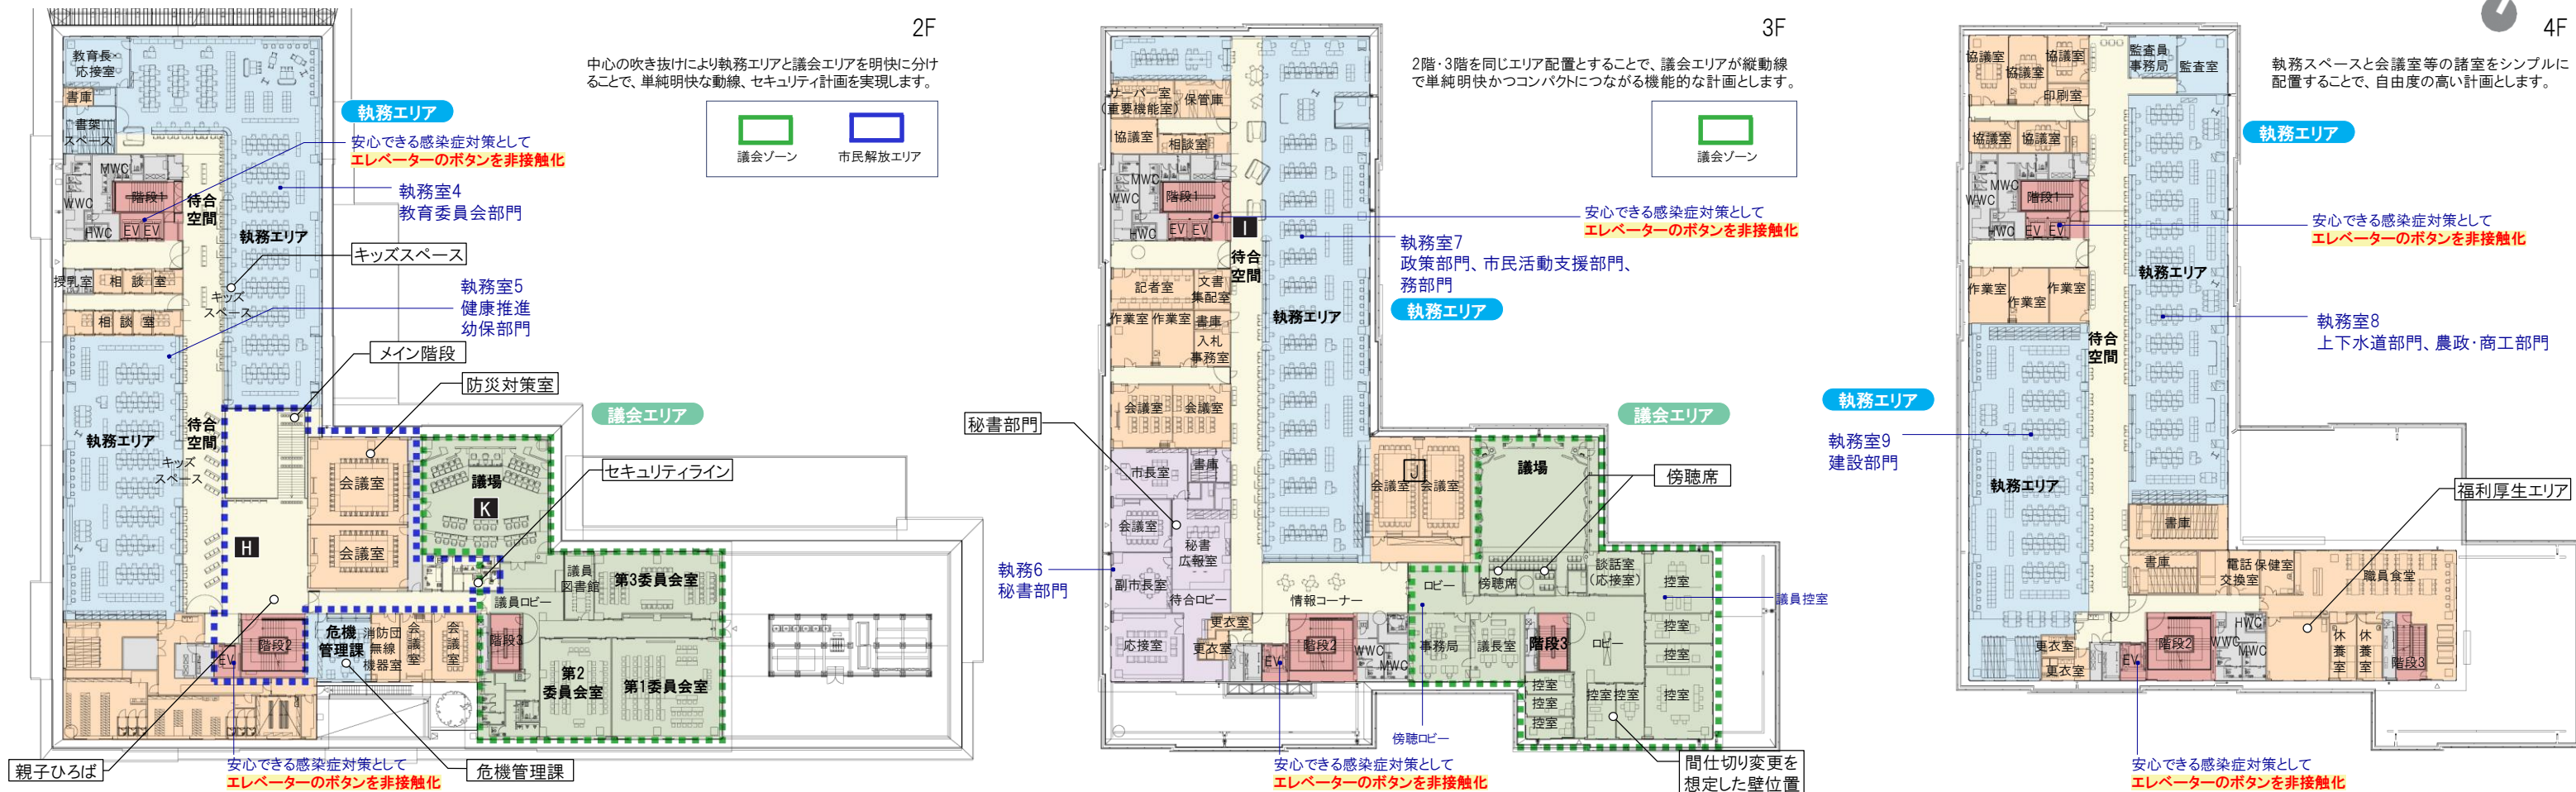 2F
中心の吹き抜けにより執務エリアと議会エリアを明快に分け
ることで、単純明快な動線、セキュリティ計画を実現します。
議会ゾーン
市民解放エリア
執務エリア
安心できる感染症対策として
エレベーターのボタンを非接触化
執務室4
教育委員会部門
キッズスペース
執務室5
健康推進
幼保部門
メイン階段
防災対策室
議会エリア
セキュリティライン
教育長
応接室
書庫
書架
スペース
MWC
WWC
階段1
HWC
EV
EV
待合
空間
執務エリア
授乳室
相談室
キッズ
スペース
相談室
執務エリア
待合
空間
キッズ
スペース
H
会議室
会議室
議場
K
議員
図書館
第3委員会室
議員ロビー
階段3
第2
委員会室
第1委員会室
EV
階段2
危機
管理課
消防団
無線
機器室
会議室
会議室
親子ひろば
安心できる感染症対策として
エレベーターのボタンを非接触化
危機管理課
3F
2階・3階を同じエリア配置とすることで、議会エリアが縦動線
で単純明快かつコンパクトにつながる機能的な計画とします。
議会ゾーン
安心できる感染症対策として
エレベーターのボタンを非接触化
執務室7
政策部門、市民活動支援部門、
務部門
執務エリア
議会エリア
傍聴席
秘書部門
執務6
秘書部門
サーバー室
(重要機能室)
保管庫
協議室
相談室
MWC
WWC
階段1
HWC
EV
EV
I
待合
空間
記者室
文書
集配室
作業室
作業室
書庫
入札
事務室
執務エリア
会議室
会議室
市長室
書庫
会議室
秘書
広報室
副市長室
待合ロビー
応接室
更衣室
更衣室
情報コーナー
EV
階段2
WWC
MWC
会議室
J
会議室
議場
ロビー
傍聴席
談話室
(応接室)
控室
議員控室
事務局
議長室
階段3
ロビー
控室
控室
控室
控室
控室
控室
控室
控室
傍聴ロビー
安心できる感染症対策として
エレベーターのボタンを非接触化
間仕切り変更を
想定した壁位置
4F
執務スペースと会議室等の諸室をシンプルに
配置することで、自由度の高い計画とします。
執務エリア
安心できる感染症対策として
エレベーターのボタンを非接触化
執務室8
上下水道部門、農政・商工部門
執務エリア
執務室9
建設部門
福利厚生エリア
協議室
協議室
協議室
印刷室
監査員
事務局
監査室
協議室
協議室
MWC
WWC
階段1
HWC
EV
EV
執務エリア
作業室
作業室
作業室
待合
空間
執務エリア
書庫
書庫
電話
交換室
保健室
職員食堂
更衣室
更衣室
EV
階段2
HWC
WWC
MWC
休養室
休養室
階段3
安心できる感染症対策として
エレベーターのボタンを非接触化